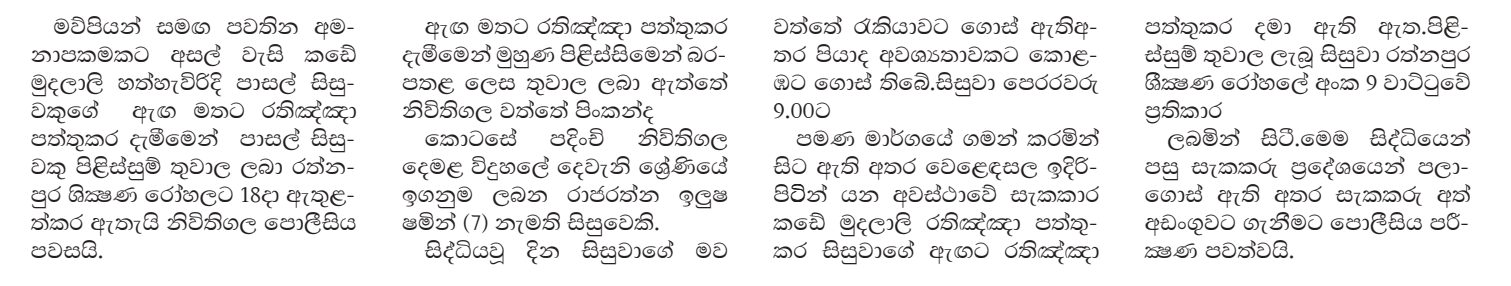 මව්පියන් සමඟ පවතින අම-
නාපකමකට අසල් වැසි කඩේ
මුදලාලි හත්හැවිරිදි පාසල් සිසු-
වකුගේ ඇඟ මතට රතිඤ්ඤා
පත්තුකර දැමීමෙන් පාසල් සිසු-
වකු පිළිස්සුම් තුවාල ලබා රත්න-
පුර ශික්‍ෂණ රෝහලට 18දා ඇතුළ-
ත්කර ඇතැයි නිවිතිගල පොලීසිය
පවසයි.
ඇඟ මතට රතිඤ්ඤා පත්තුකර
දැමීමෙන් මුහුණ පිළිස්සීමෙන් බර-
පතළ ලෙස තුවාල ලබා ඇත්තේ
නිවිතිගල වත්තේ පිංකන්ද
කොටසේ පදිංචි නිවිතිගල
දෙමළ විදුහලේ දෙවැනි ශ්‍රේණියේ
ඉගනුම ලබන රාජරත්න ඉලුෂ
ෂමින් (7) නැමති සිසුවෙකි.
සිද්ධියවූ දින සිසුවාගේ මව
වත්තේ රැකියාවට ගොස් ඇතිඅ-
තර පියාද අවශ්‍යතාවකට කොළ-
ඹට ගොස් තිබේ.සිසුවා පෙරරවරු
9.00ට
පමණ මාර්ගයේ ගමන් කරමින්
සිට ඇති අතර වෙළෙඳසල ඉදිරි-
පිටින් යන අවස්ථාවේ සැකකාර
කඩේ මුදලාලි රතිඤ්ඤා පත්තු-
කර සිසුවාගේ ඇඟට රතිඤ්ඤා
පත්තුකර දමා ඇති ඇත.පිළි-
ස්සුම් තුවාල ලැබූ සිසුවා රත්නපුර
ශීක්‍ෂණ රෝහලේ අංක 9 වාට්ටුවේ
ප්‍රතිකාර
ලබමින් සිටී.මෙම සිද්ධියෙන්
පසු සැකකරු ප්‍රදේශයෙන් පලා-
ගොස් ඇති අතර සැකකරු අත්
අඩංගුවට ගැනීමට පොලීසිය පරී-
ක්‍ෂණ පවත්වයි.